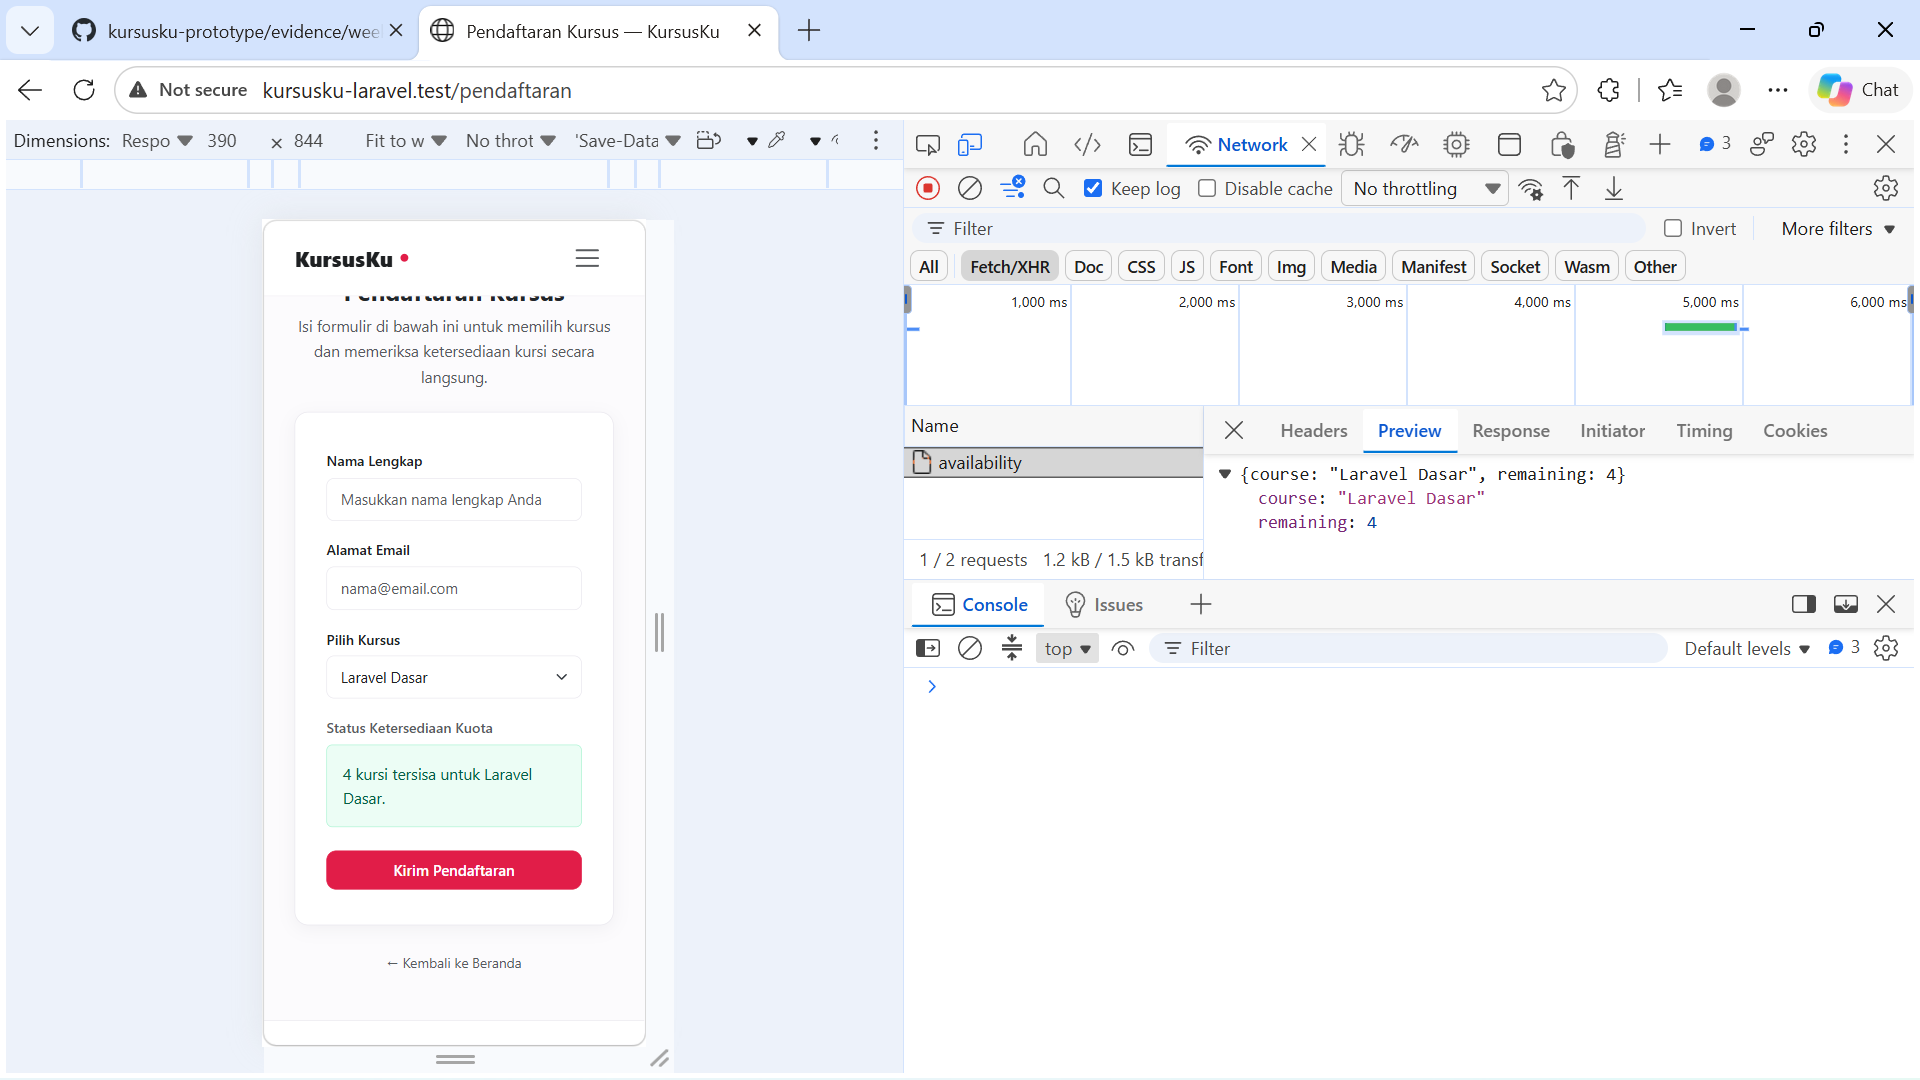 kursusku-prototype/evidence/wee
Pendaftaran Kursus — KursusKu
Not secure
kursusku-laravel.test/pendaftaran
Chat
Dimensions: Respo 390 × 844 Fit to w No throt 'Save-Data
KursusKu
Pendaftaran Kursus
Isi formulir di bawah ini untuk memilih kursus
dan memeriksa ketersediaan kursi secara
langsung.
Nama Lengkap
Masukkan nama lengkap Anda
Alamat Email
nama@email.com
Pilih Kursus
Laravel Dasar
Status Ketersediaan Kuota
4 kursi tersisa untuk Laravel
Dasar.
Kirim Pendaftaran
← Kembali ke Beranda
Network 3
Keep log Disable cache No throttling
Filter Invert More filters
All Fetch/XHR Doc CSS JS Font Img Media Manifest Socket Wasm Other
1,000 ms 2,000 ms 3,000 ms 4,000 ms 5,000 ms 6,000 ms
Name
availability
1 / 2 requests 1.2 kB / 1.5 kB transf
Headers Preview Response Initiator Timing Cookies
{course: "Laravel Dasar", remaining: 4}
course: "Laravel Dasar"
remaining: 4
Console Issues
top Filter Default levels 3